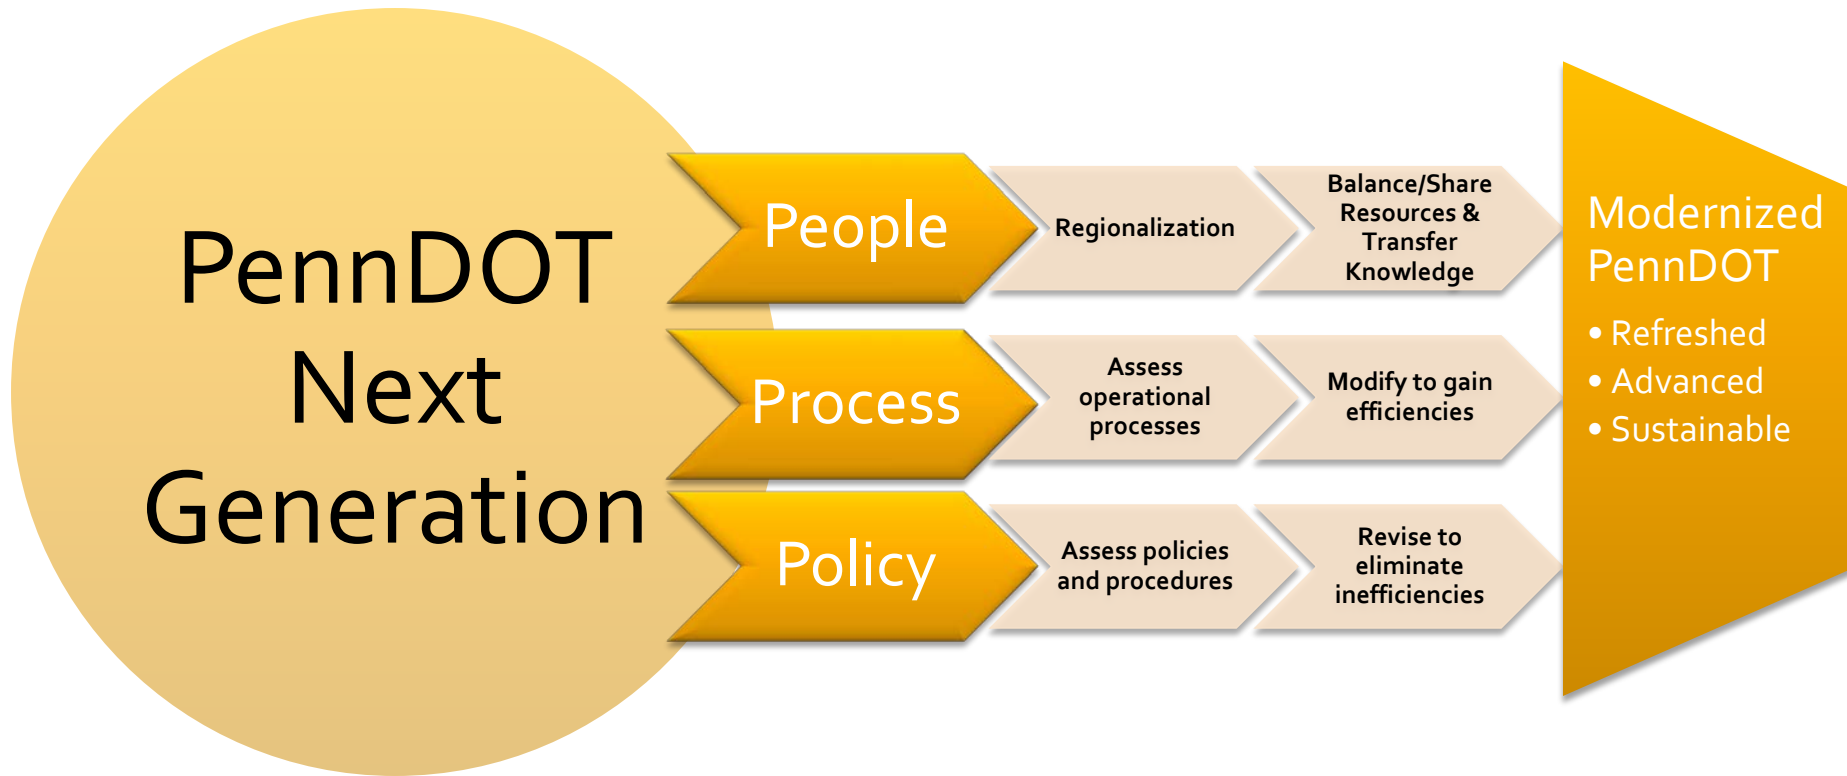 PennDOT
Next
Generation
People
Regionalization
Balance/Share
Resources &
Transfer
Knowledge
Process
Assess
operational
processes
Modify to gain
efficiencies
Policy
Assess policies
and procedures
Revise to
eliminate
inefficiencies
Modernized
PennDOT
• Refreshed
• Advanced
• Sustainable